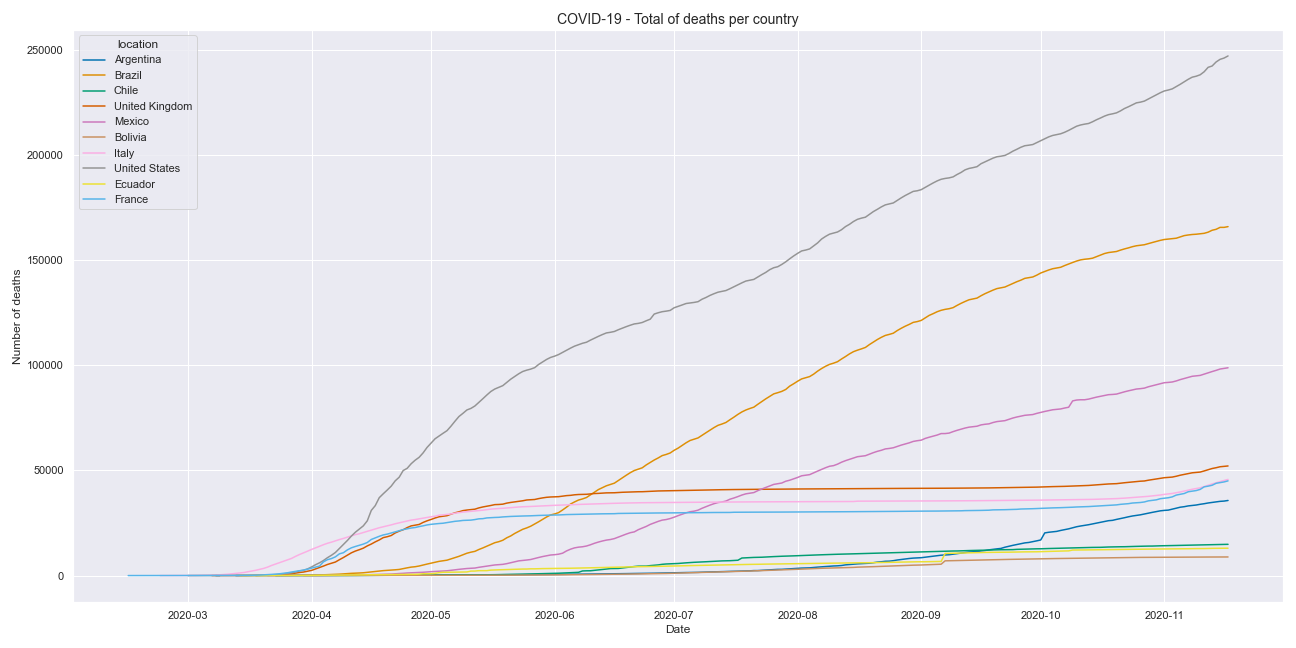 COVID-19 - Total of deaths per country
location
Argentina
Brazil
Chile
United Kingdom
Mexico
Bolivia
Italy
United States
Ecuador
France
Number of deaths
250000
200000
150000
100000
50000
0
2020-03 2020-04 2020-05 2020-06 2020-07 2020-08 2020-09 2020-10 2020-11
Date